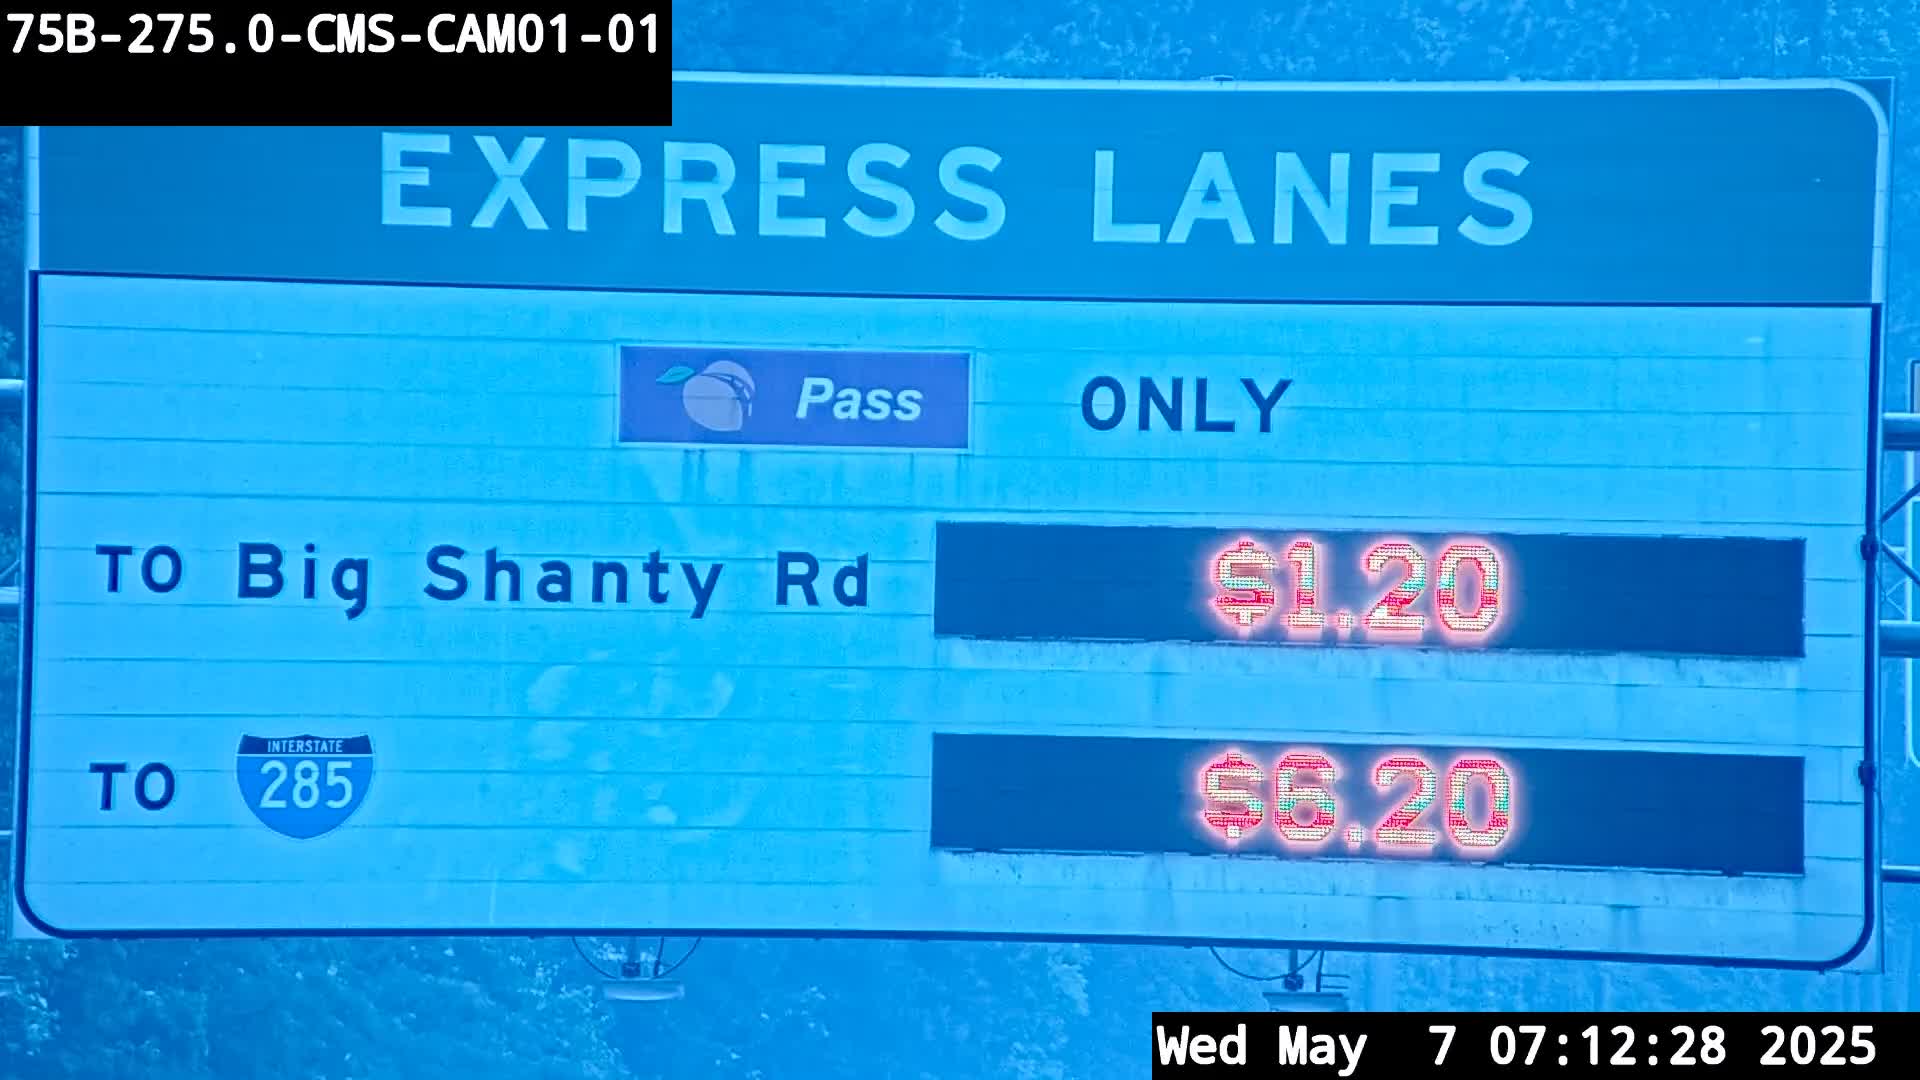 75B-275.0-CMS-CAM01-01
EXPRESS LANES
Pass ONLY
TO Big Shanty Rd $1.20
INTERSTATE
TO 285 $6.20
Wed May 7 07:12:28 2025